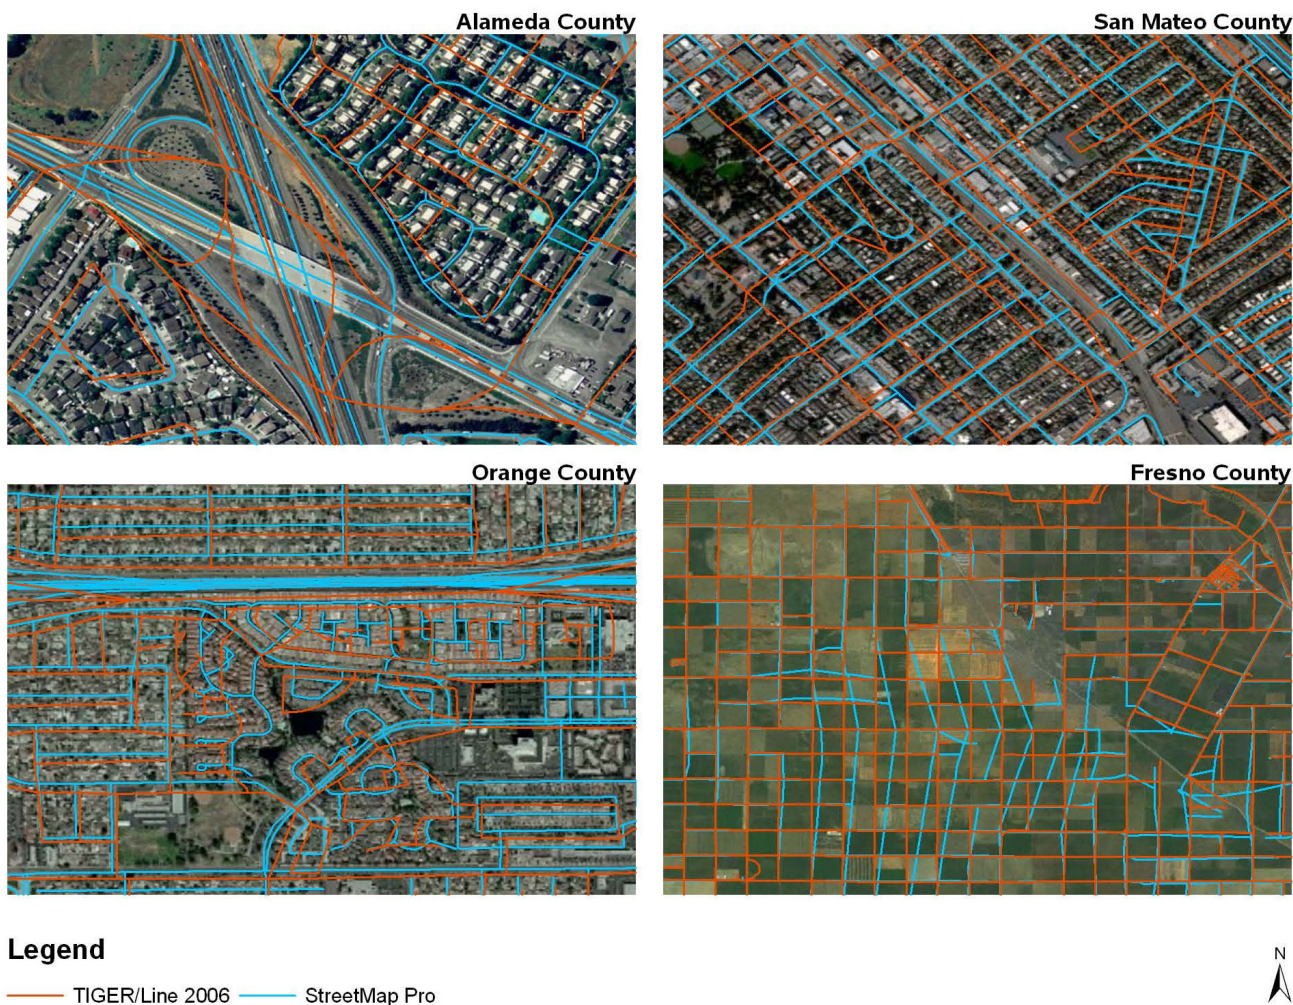 Alameda County
San Mateo County
Orange County
Fresno County
Legend
TIGER/Line 2006
StreetMap Pro
N